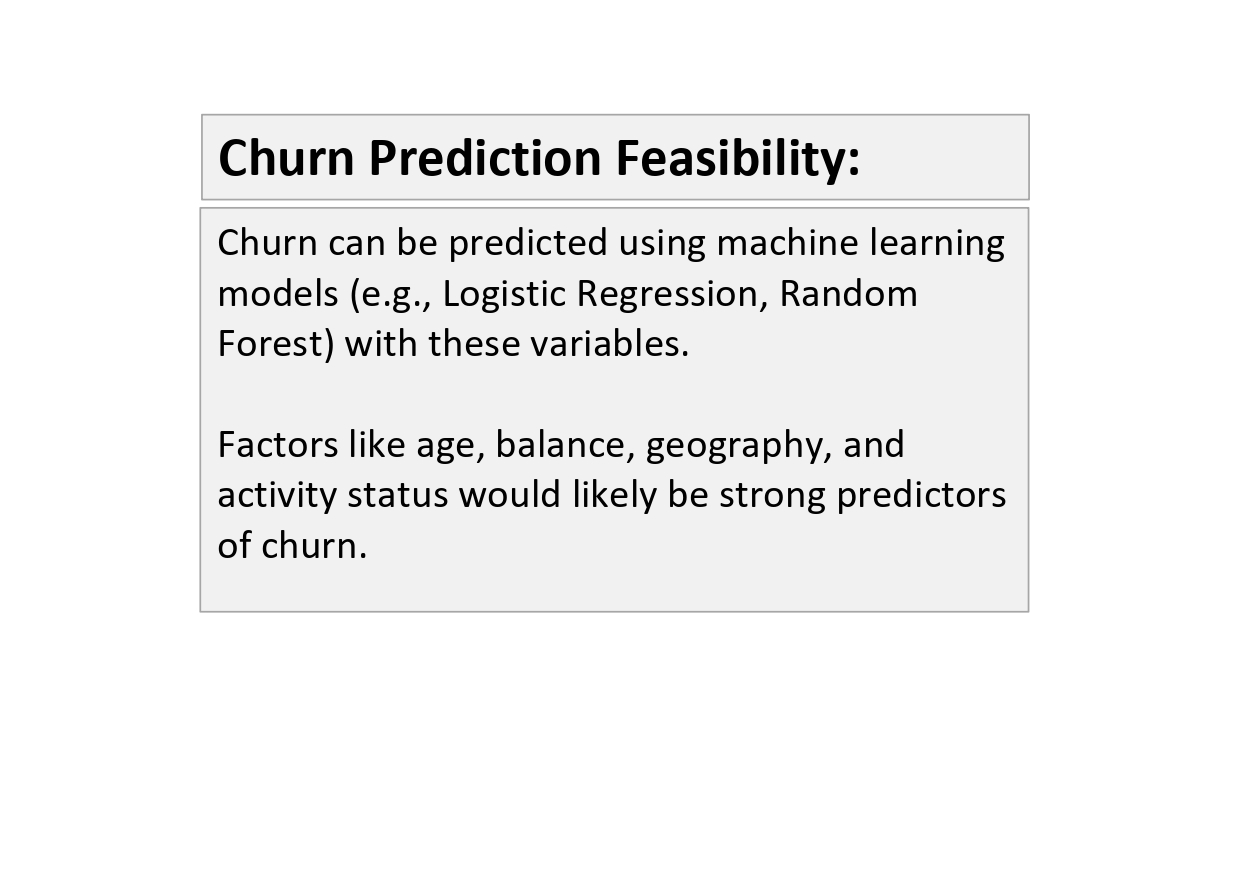 Churn Prediction Feasibility:
Churn can be predicted using machine learning
models (e.g., Logistic Regression, Random
Forest) with these variables.
Factors like age, balance, geography, and
activity status would likely be strong predictors
of churn.